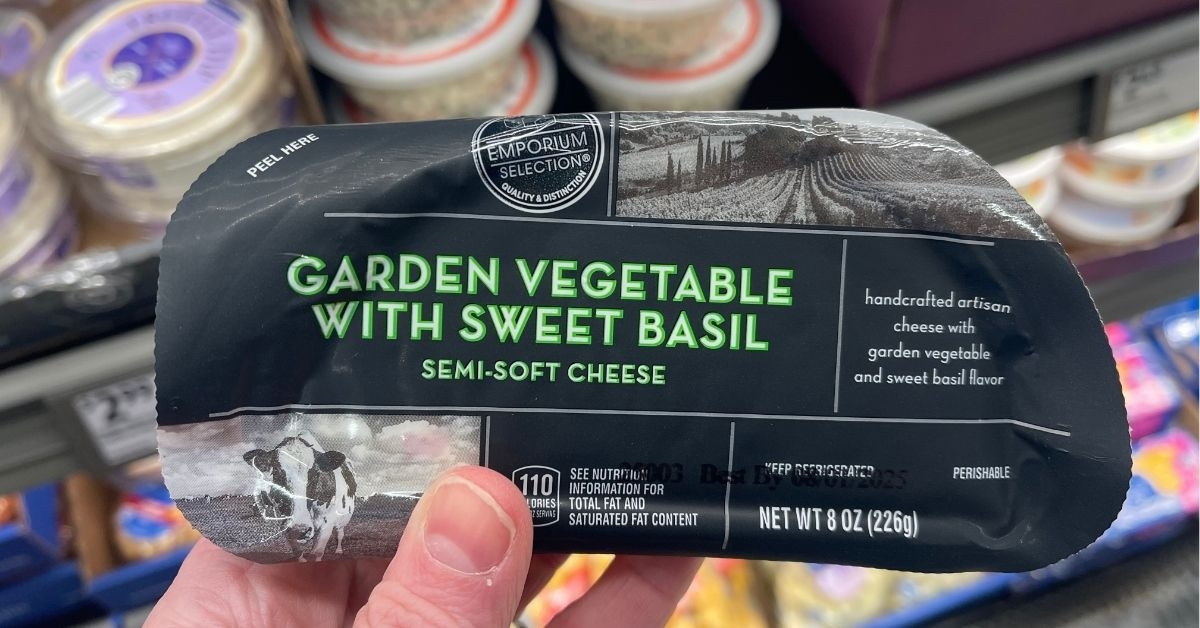 PEEL HERE
EMPORIUM
SELECTION®
QUALITY & DISTINCTION
GARDEN VEGETABLE
WITH SWEET BASIL
SEMI-SOFT CHEESE
handcrafted artisan
cheese with
garden vegetable
and sweet basil flavor
110
SEE NUTRITION
INFORMATION FOR
TOTAL FAT AND
SATURATED FAT CONTENT
Best By
KEEP REFRIGERATED
PERISHABLE
NET WT 8 OZ (226g)